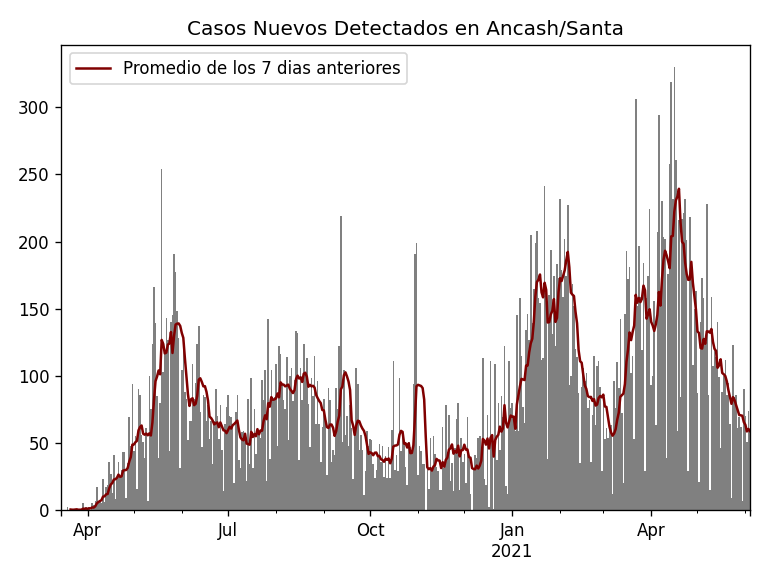 Casos Nuevos Detectados en Ancash/Santa
Promedio de los 7 dias anteriores
300
250
200
150
100
50
0
Apr
Jul
Oct
Jan
Apr
2021